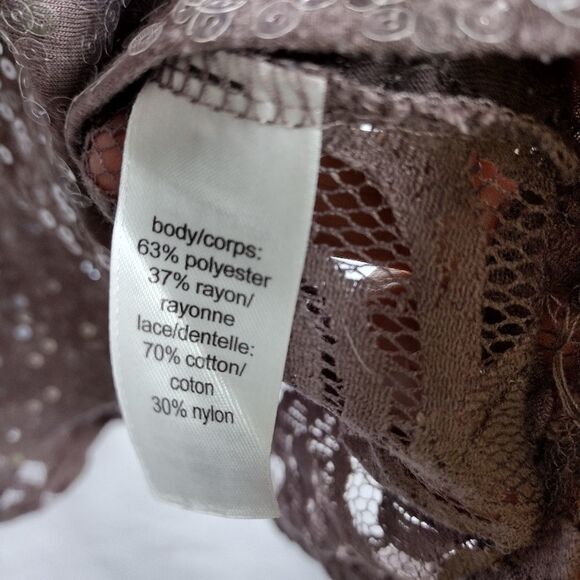 body/corps:
63% polyester
37% rayon/
rayonne
lace/dentelle:
70% cotton/
coton
30% nylon